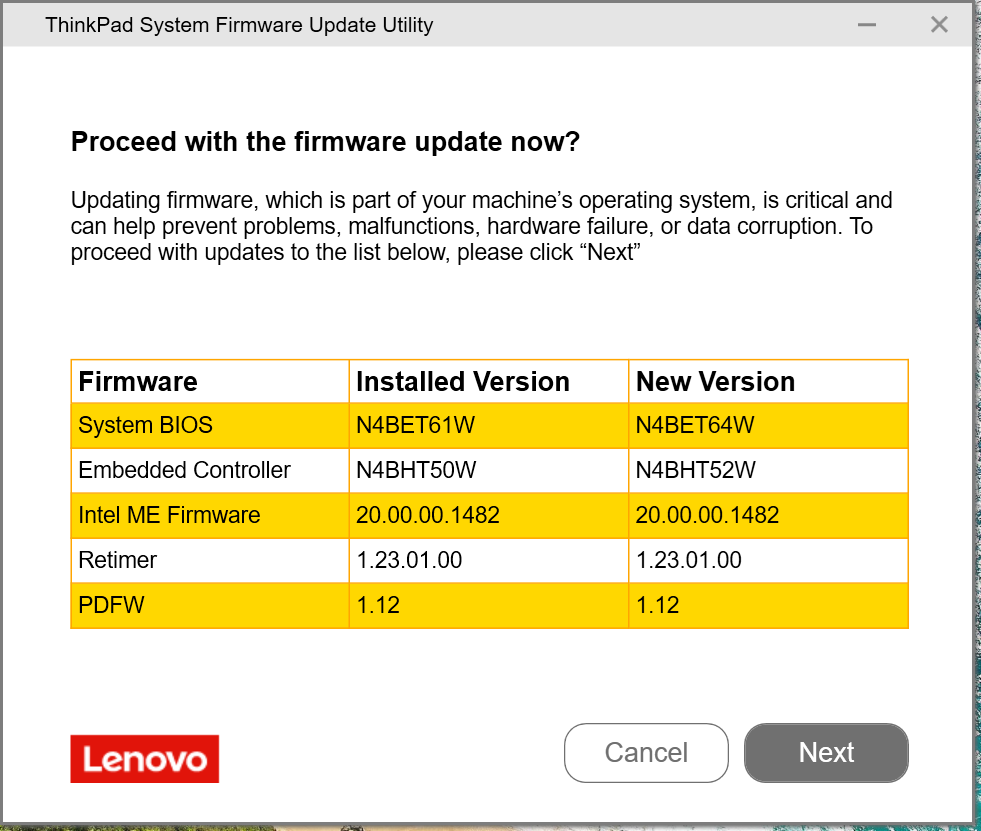 ThinkPad System Firmware Update Utility
Proceed with the firmware update now?
Updating firmware, which is part of your machine’s operating system, is critical and
can help prevent problems, malfunctions, hardware failure, or data corruption. To
proceed with updates to the list below, please click “Next”
Firmware Installed Version New Version
System BIOS N4BET61W N4BET64W
Embedded Controller N4BHT50W N4BHT52W
Intel ME Firmware 20.00.00.1482 20.00.00.1482
Retimer 1.23.01.00 1.23.01.00
PDFW 1.12 1.12
Lenovo Cancel Next